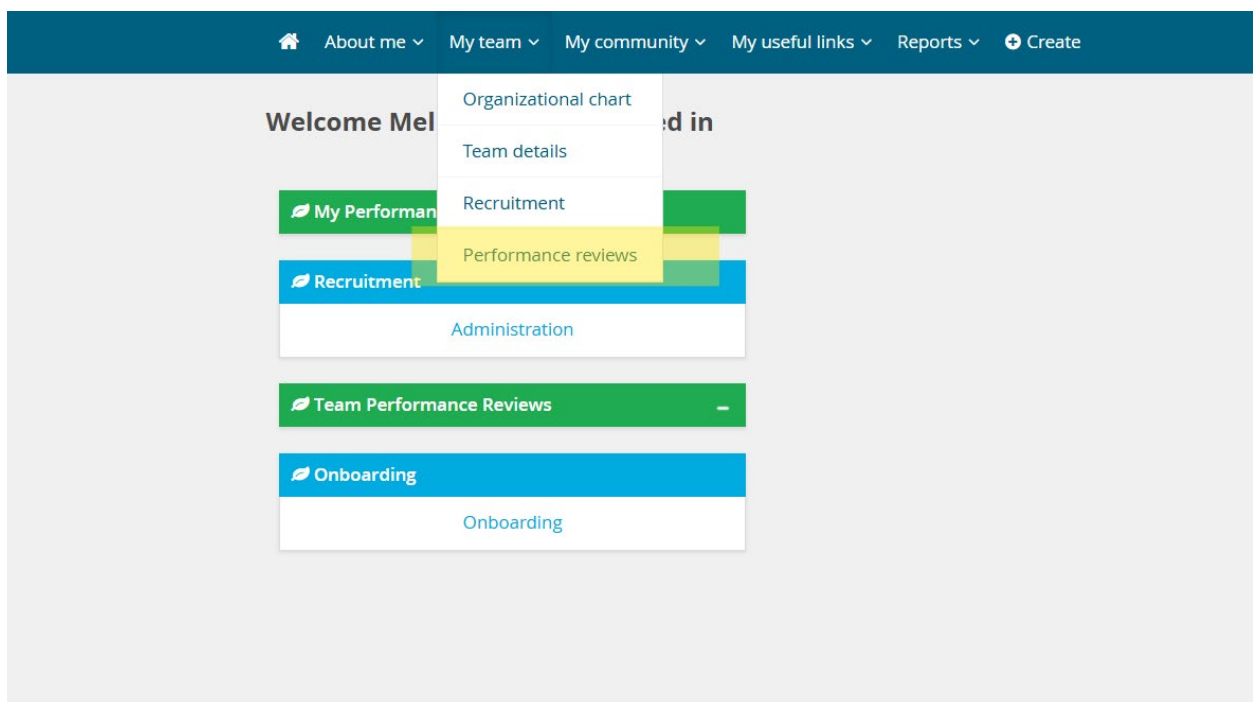 About me My team My community My useful links Reports Create
Organizational chart
Welcome Mel ed in
Team details
Recruitment
My Performan
Performance reviews
Recruitment
Administration
Team Performance Reviews
Onboarding
Onboarding